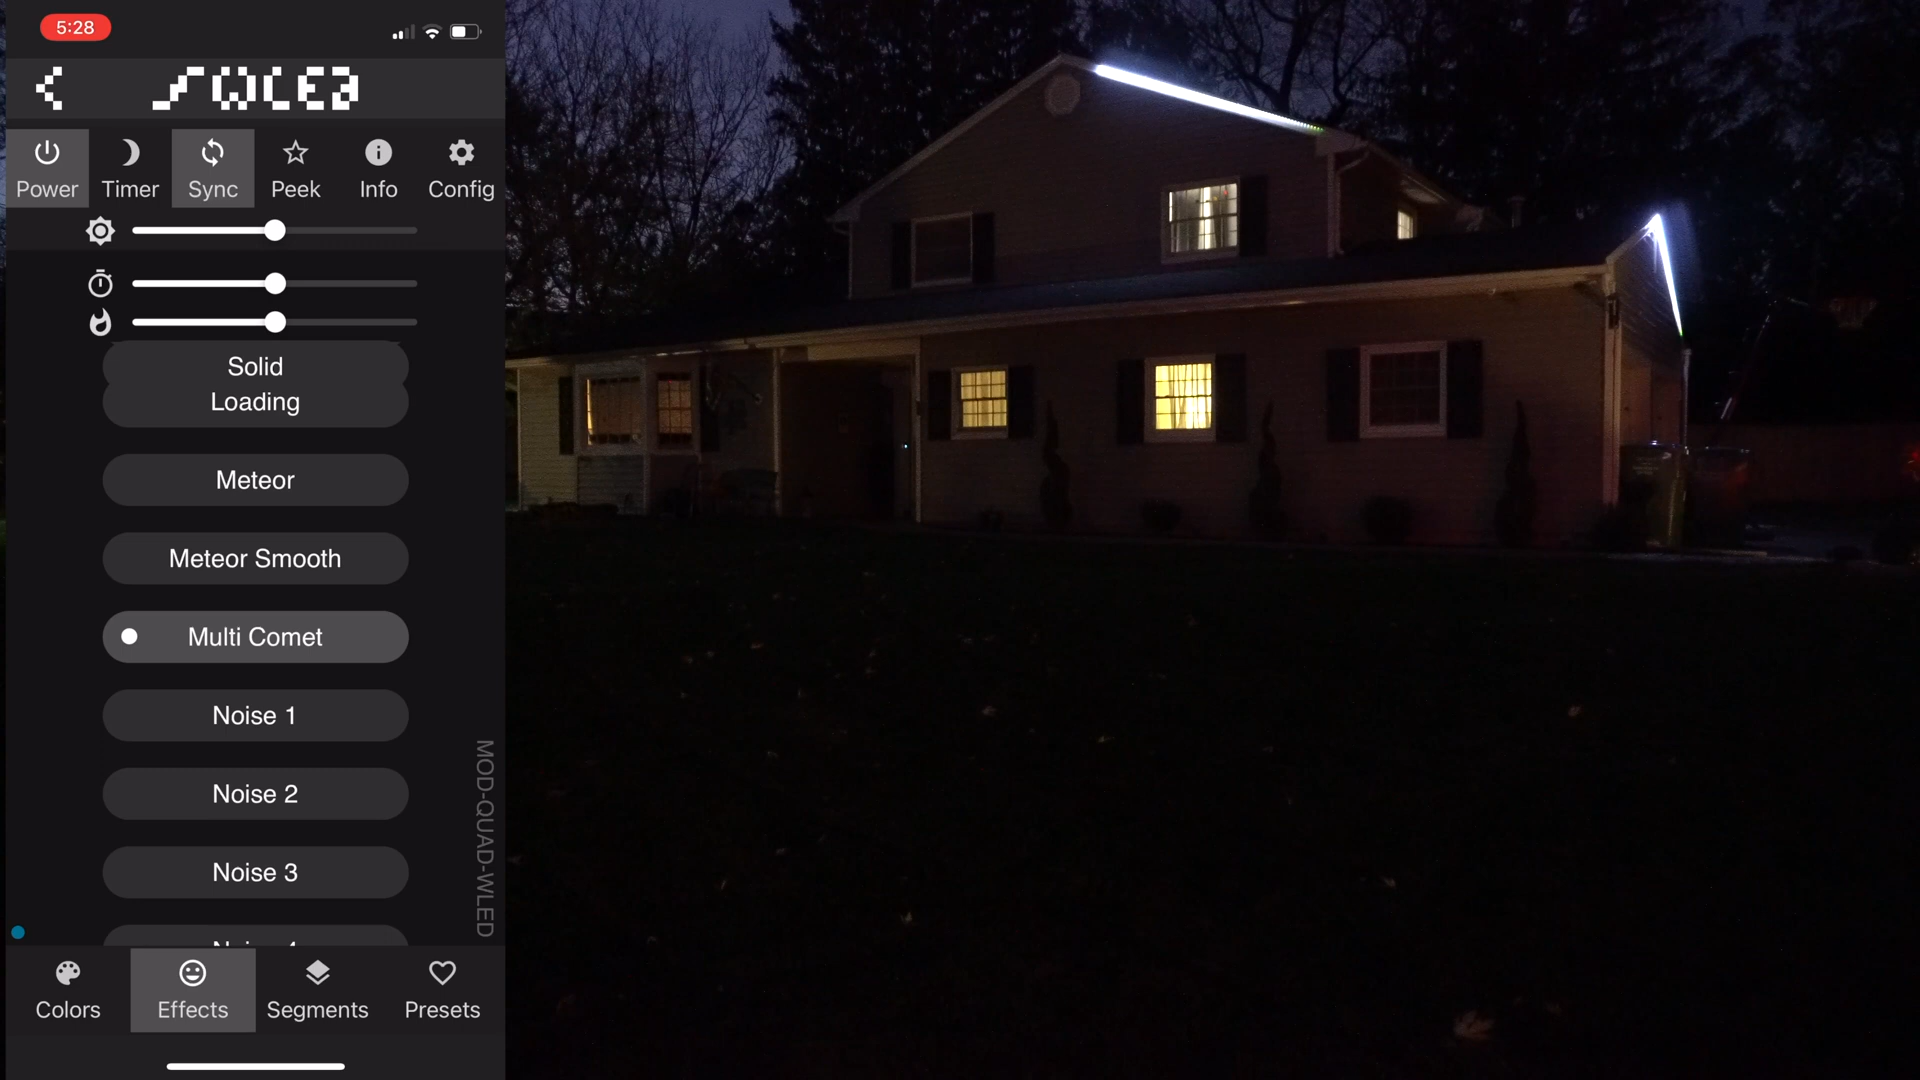 5:28
WLED
Power Timer Sync Peek Info Config
Solid
Loading
Meteor
Meteor Smooth
Multi Comet
Noise 1
Noise 2
Noise 3
MOD-QUAD-WLED
Colors Effects Segments Presets